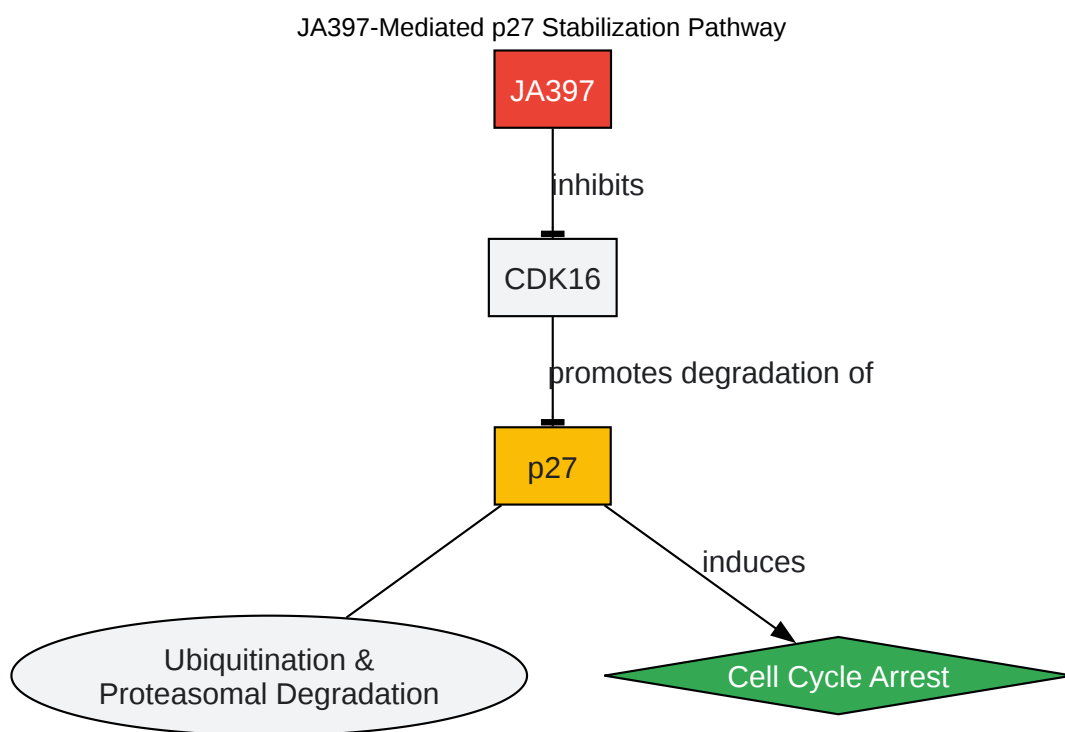 JA397-Mediated p27 Stabilization Pathway
JA397
inhibits
CDK16
promotes degradation of
p27
induces
Ubiquitination &
Proteasomal Degradation
Cell Cycle Arrest